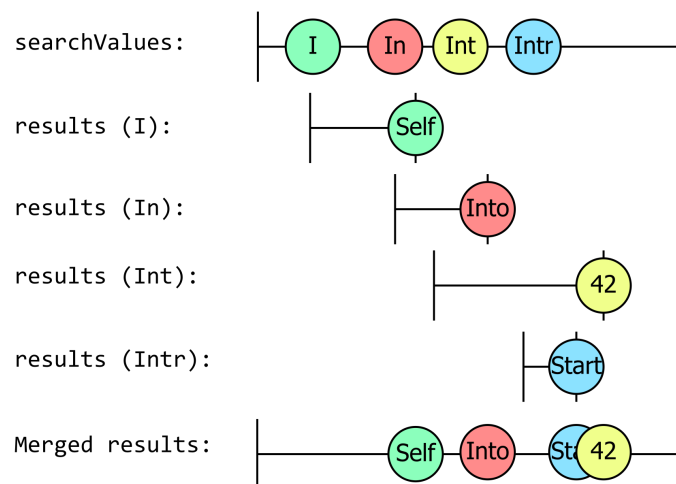 searchValues: I In Int Intr
results (I): Self
results (In): Into
results (Int): 42
results (Intr): Start
Merged results: Self Into Sta 42